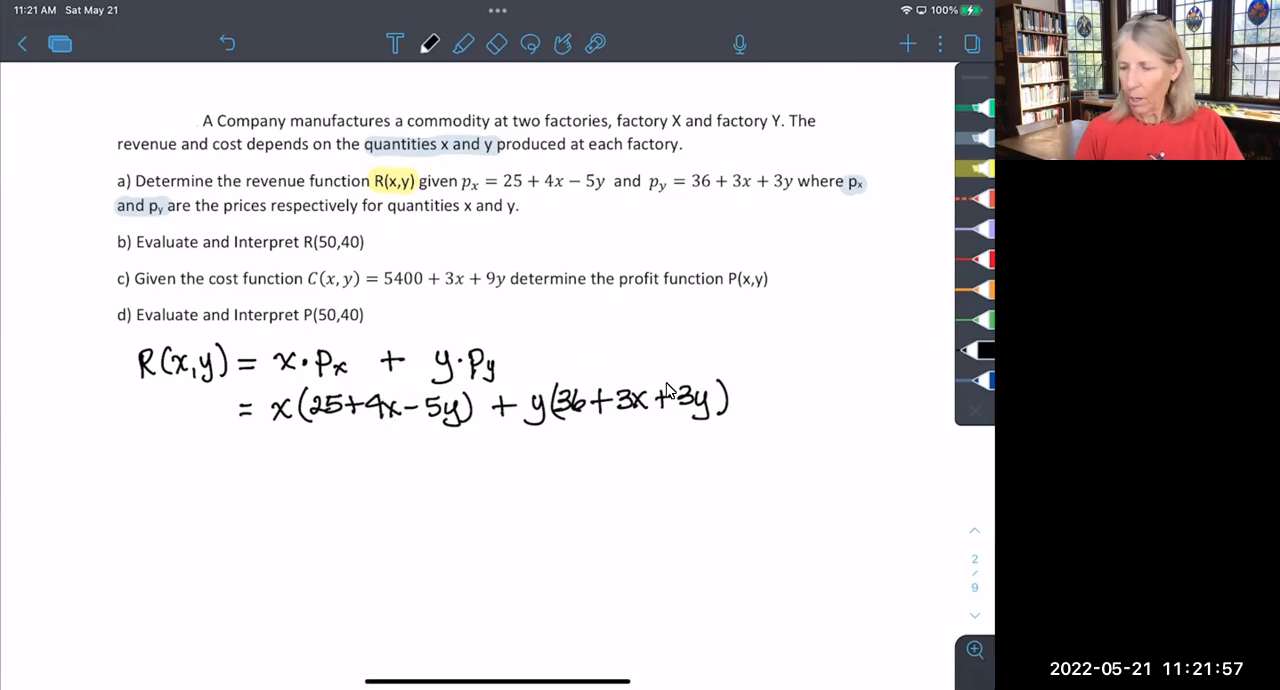 11:21 AM Sat May 21
100%
A Company manufactures a commodity at two factories, factory X and factory Y. The
revenue and cost depends on the quantities x and y produced at each factory.
a) Determine the revenue function R(x,y) given pₓ = 25 + 4x − 5y and p_y = 36 + 3x + 3y where pₓ
and p_y are the prices respectively for quantities x and y.
b) Evaluate and Interpret R(50,40)
c) Given the cost function C(x, y) = 5400 + 3x + 9y determine the profit function P(x,y)
d) Evaluate and Interpret P(50,40)
R(x,y) = x·pₓ + y·p_y
= x(25+4x−5y) + y(36+3x+3y)
2
/
9
2022-05-21 11:21:57